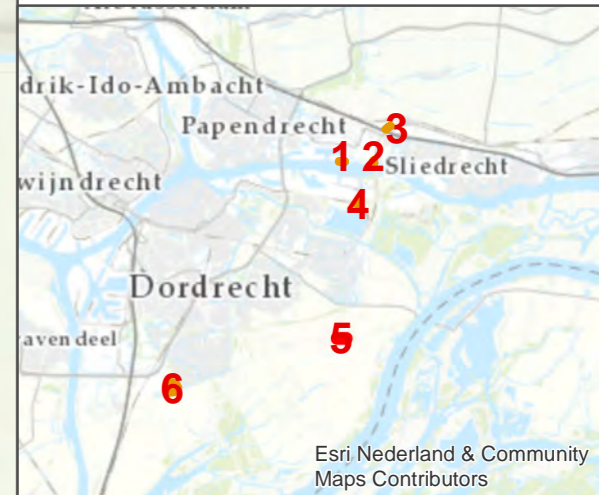 drik-Ido-Ambacht
Papendrecht
3
1
2
Sliedrecht
wijndrecht
4
Dordrecht
aven deel
5
6
Esri Nederland & Community
Maps Contributors